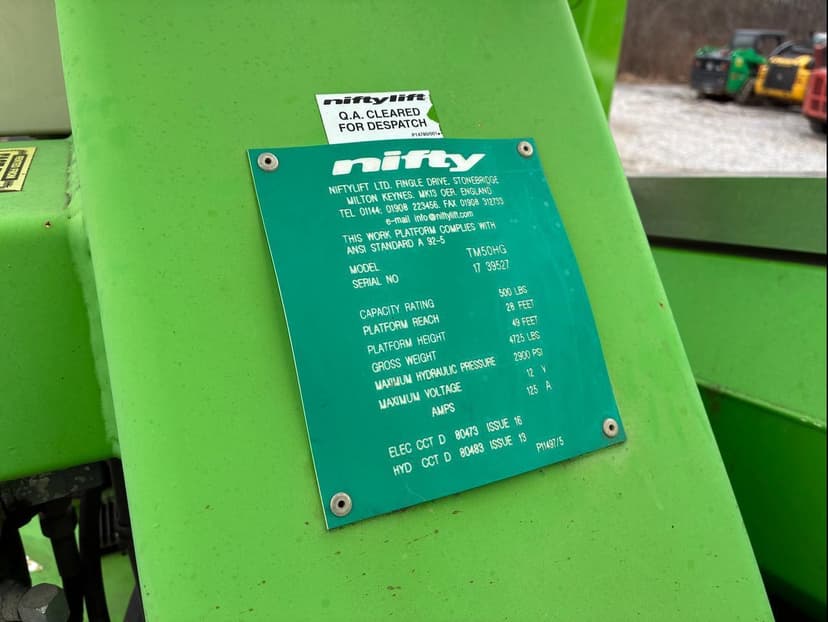 niftylift
Q.A. CLEARED
FOR DESPATCH
P14780/001
nifty
NIFTYLIFT LTD. FINGLE DRIVE, STONEBRIDGE
MILTON KEYNES. MK13 OER. ENGLAND
TEL 01144; 01908 223456. FAX 01908 312733
e-mail info@niftylift.com
THIS WORK PLATFORM COMPLIES WITH
ANSI STANDARD A 92-5
MODEL TM50HG
SERIAL NO 17 39527
CAPACITY RATING 500 LBS
PLATFORM REACH 28 FEET
PLATFORM HEIGHT 49 FEET
GROSS WEIGHT 4725 LBS
MAXIMUM HYDRAULIC PRESSURE 2900 PSI
MAXIMUM VOLTAGE 12 V
AMPS 125 A
ELEC CCT D 80473 ISSUE 16
HYD CCT D 80483 ISSUE 13 P11497/5